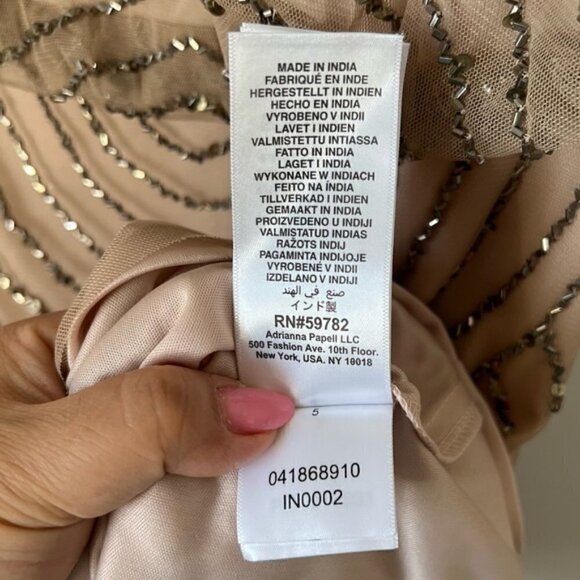 MADE IN INDIA
FABRIQUÉ EN INDE
HERGESTELLT IN INDIEN
HECHO EN INDIA
VYROBENO V INDII
LAVET I INDIEN
VALMISTETTU INTIASSA
FATTO IN INDIA
LAGET I INDIA
WYKONANE W INDIACH
FEITO NA ÍNDIA
TILLVERKAD I INDIEN
GEMAAKT IN INDIA
PROIZVEDENO U INDIJI
VALMISTATUD INDIAS
RAŽOTS INDIJ
PAGAMINTA INDIJOJE
VYROBENÉ V INDII
IZDELANO V INDIJI
صنع في الهند
インド製
RN#59782
Adrianna Papell LLC
500 Fashion Ave. 10th Floor.
New York, USA. NY 10018
5
041868910
IN0002